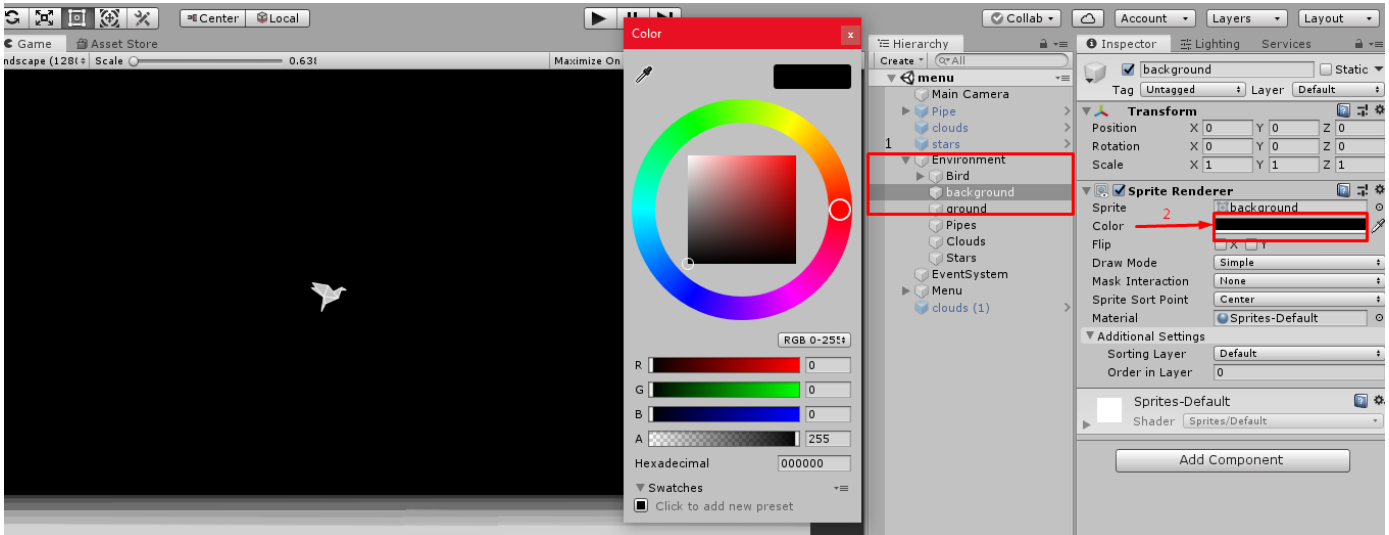 Center Local
Collab
Account
Layers
Layout
Game Asset Store
ndscape (128( Scale 0.63
Maximize On
Color x
RGB 0-25
R 0
G 0
B 0
A 255
Hexadecimal 000000
Swatches
Click to add new preset
Hierarchy
Create All
menu
Main Camera
Pipe
clouds
1 stars
Environment
Bird
background
ground
Pipes
Clouds
Stars
EventSystem
Menu
clouds (1)
Inspector Lighting Services
background Static
Tag Untagged Layer Default
Transform
Position X 0 Y 0 Z 0
Rotation X 0 Y 0 Z 0
Scale X 1 Y 1 Z 1
Sprite Renderer
Sprite background
Color 2
Flip X Y
Draw Mode Simple
Mask Interaction None
Sprite Sort Point Center
Material Sprites-Default
Additional Settings
Sorting Layer Default
Order in Layer 0
Sprites-Default
Shader Sprites/Default
Add Component